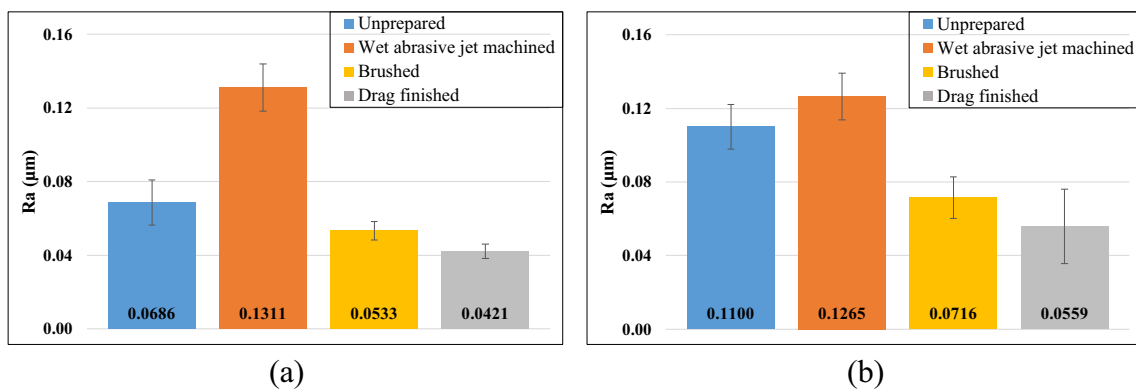 0.16
0.12
0.08
0.04
0.00
Ra (μm)
Unprepared
Wet abrasive jet machined
Brushed
Drag finished
0.0686
0.1311
0.0533
0.0421
(a)
0.16
0.12
0.08
0.04
0.00
Ra (μm)
Unprepared
Wet abrasive jet machined
Brushed
Drag finished
0.1100
0.1265
0.0716
0.0559
(b)